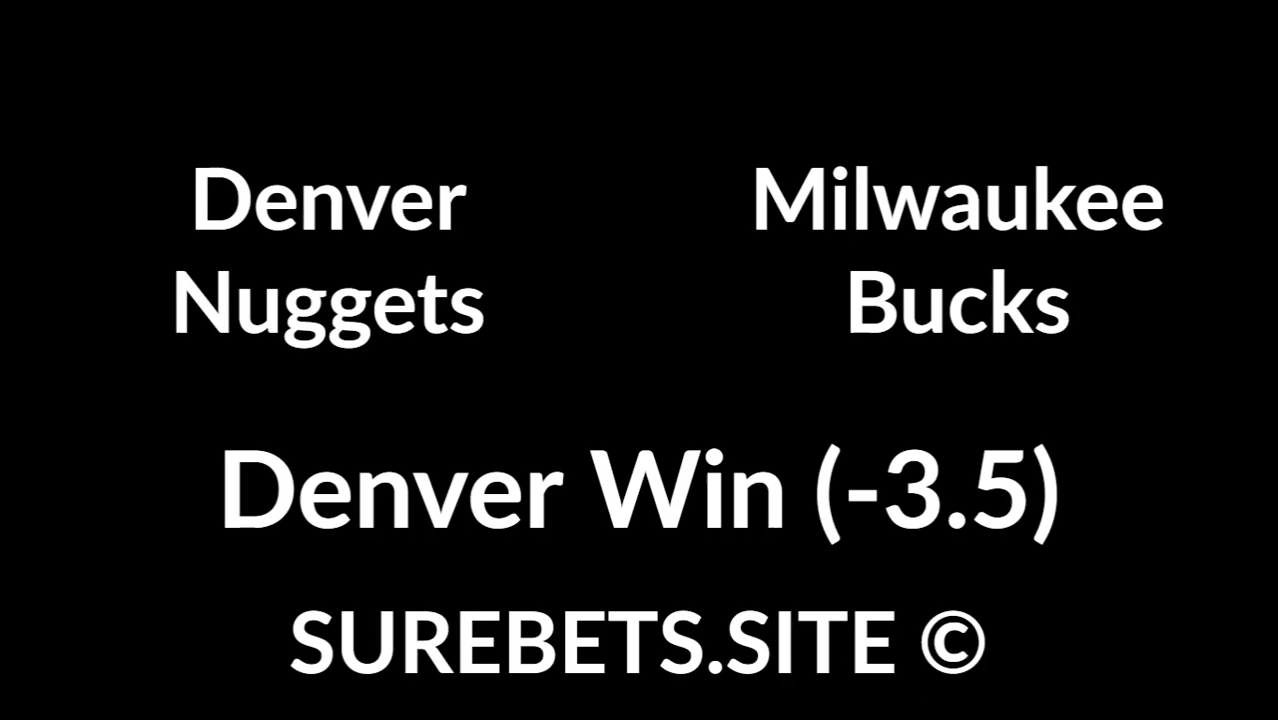 Denver
Nuggets
Milwaukee
Bucks
Denver Win (-3.5)
SUREBETS.SITE ©